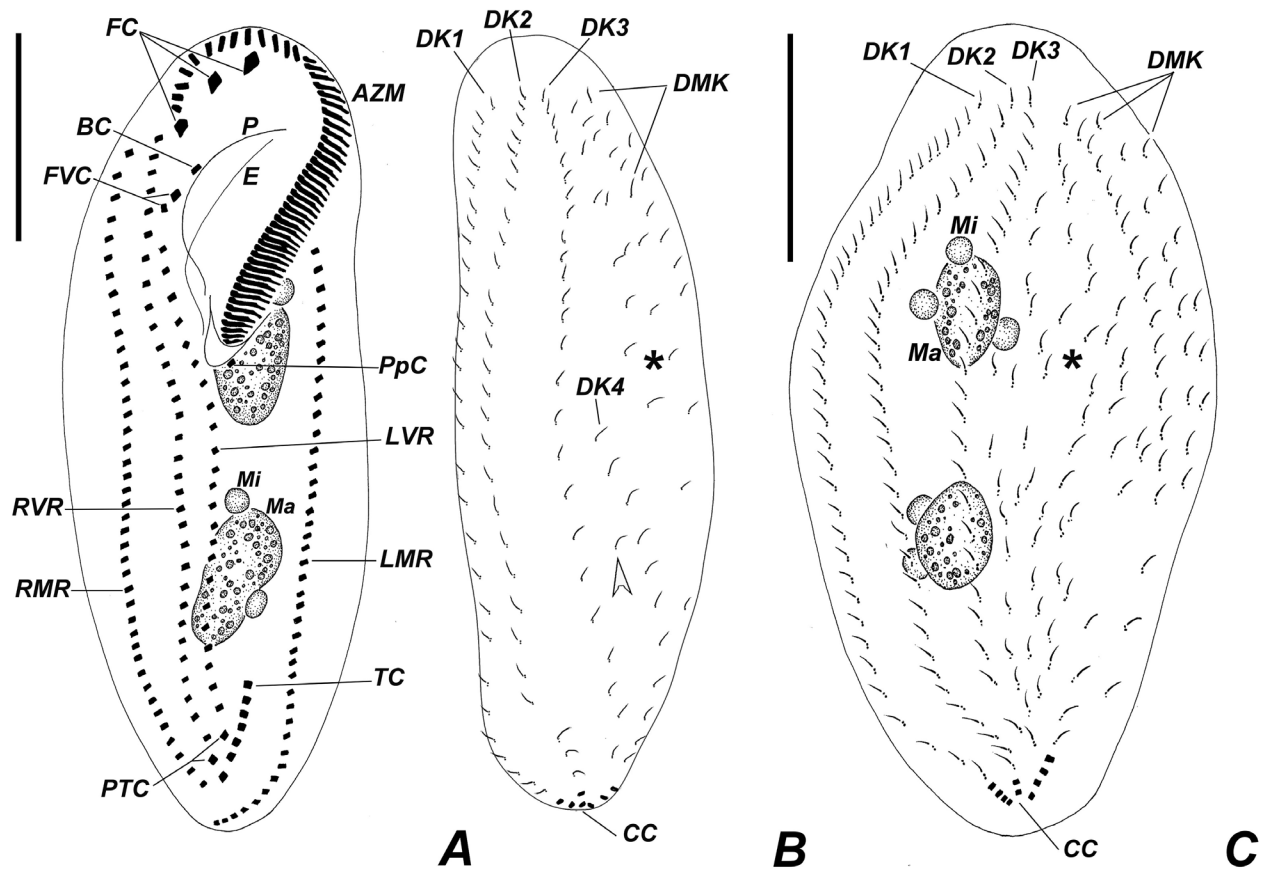 FC
AZM
BC
P
FVC
E
PpC
LVR
Mi
Ma
RVR
LMR
RMR
TC
PTC
A
DK1
DK2
DK3
DMK
*
DK4
CC
B
DK1
DK2
DK3
DMK
Mi
Ma
*
CC
C